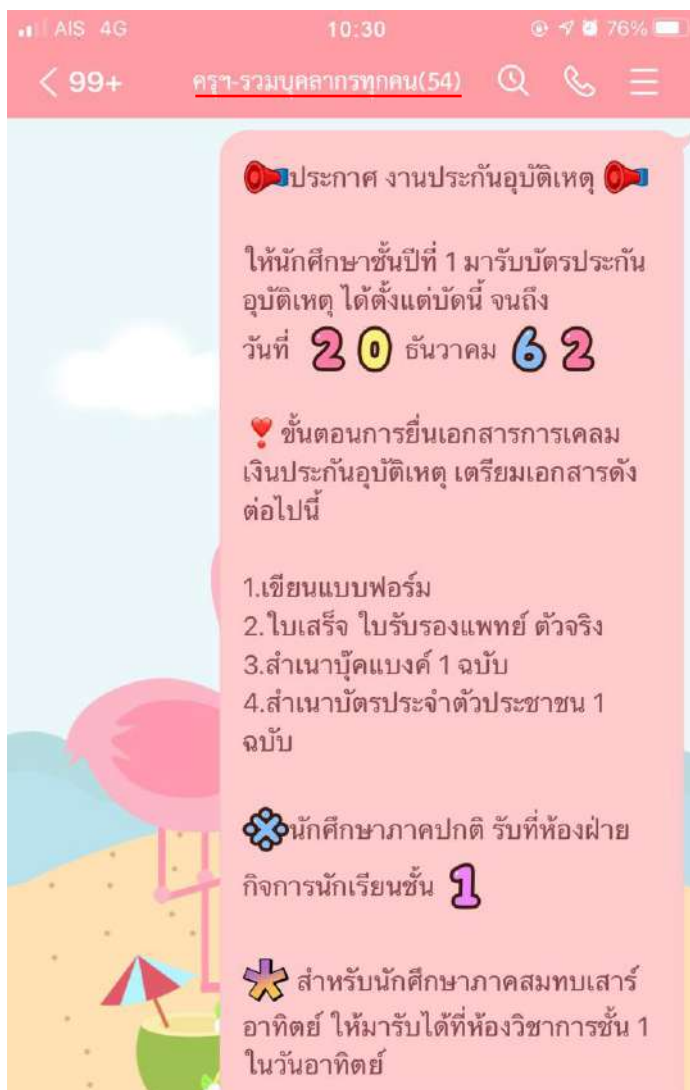 AIS 4G 10:30 76%
99+ ครูฯ-รวมบุคลากรทุกคน(54)
ประกาศ งานประกันอุบัติเหตุ
ให้นักศึกษาชั้นปีที่ 1 มารับบัตรประกัน
อุบัติเหตุ ได้ตั้งแต่บัดนี้ จนถึง
วันที่ 20 ธันวาคม 62
ขั้นตอนการยื่นเอกสารการเคลม
เงินประกันอุบัติเหตุ เตรียมเอกสารดัง
ต่อไปนี้
1.เขียนแบบฟอร์ม
2.ใบเสร็จ ใบรับรองแพทย์ ตัวจริง
3.สำเนาบุ๊คแบงค์ 1 ฉบับ
4.สำเนาบัตรประจำตัวประชาชน 1
ฉบับ
นักศึกษาภาคปกติ รับที่ห้องฝ่าย
กิจการนักเรียนชั้น 1
สำหรับนักศึกษาภาคสมทบเสาร์
อาทิตย์ ให้มารับได้ที่ห้องวิชาการชั้น 1
ในวันอาทิตย์